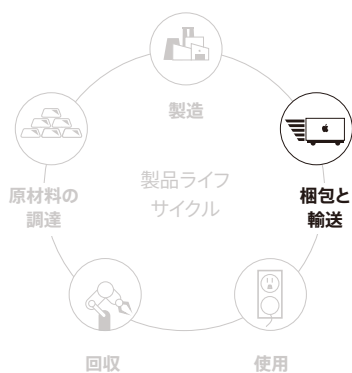 製造
製品ライフ
サイクル
梱包と
輸送
原材料の
調達
回収
使用